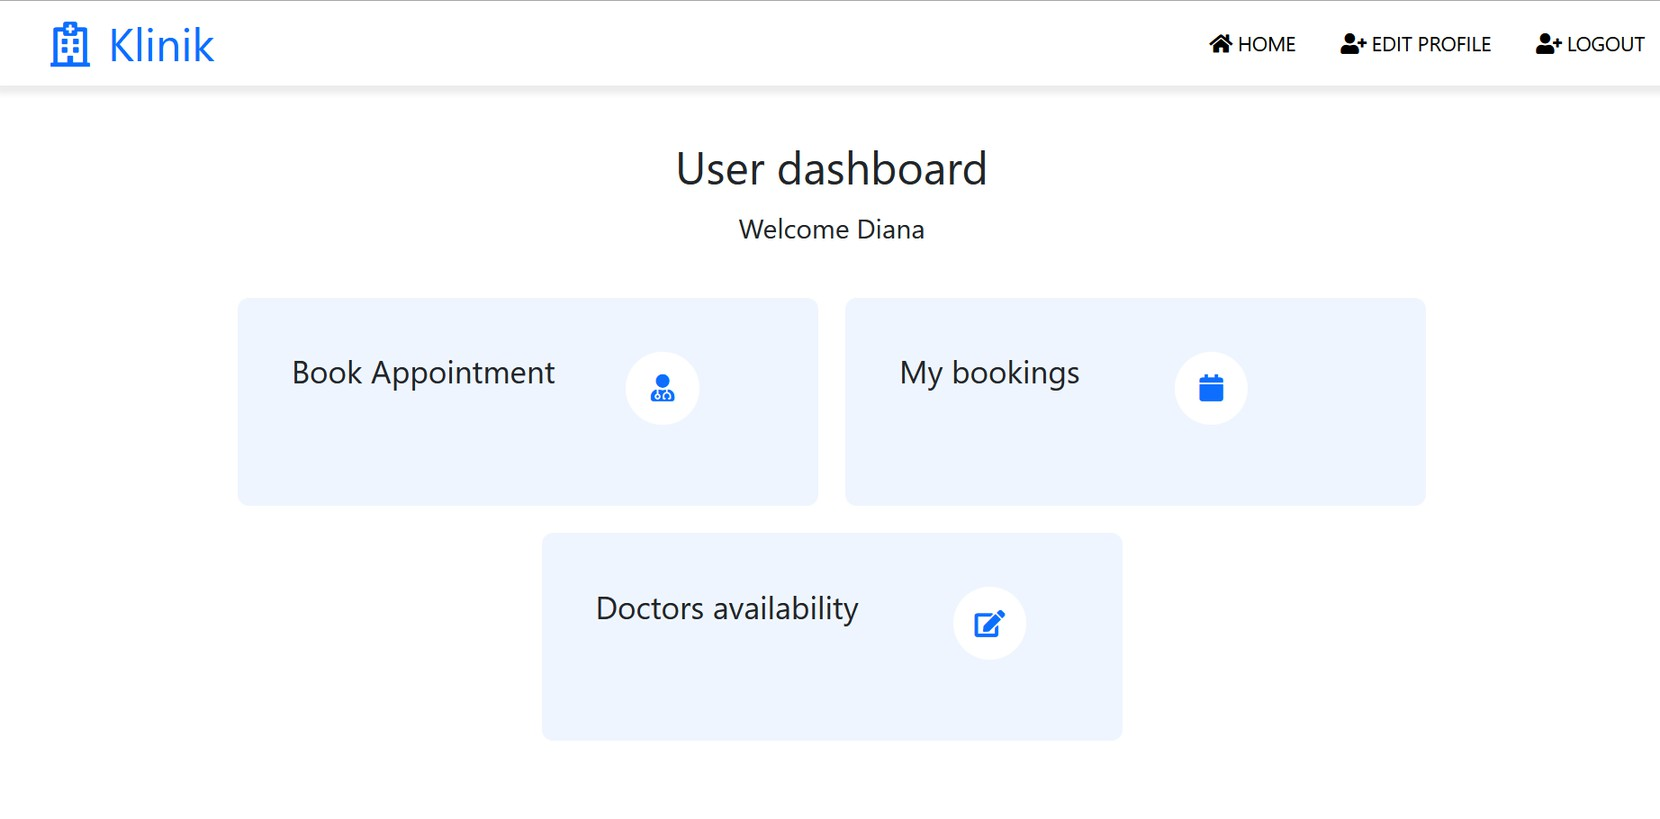 Klinik
HOME EDIT PROFILE LOGOUT
User dashboard
Welcome Diana
Book Appointment
My bookings
Doctors availability